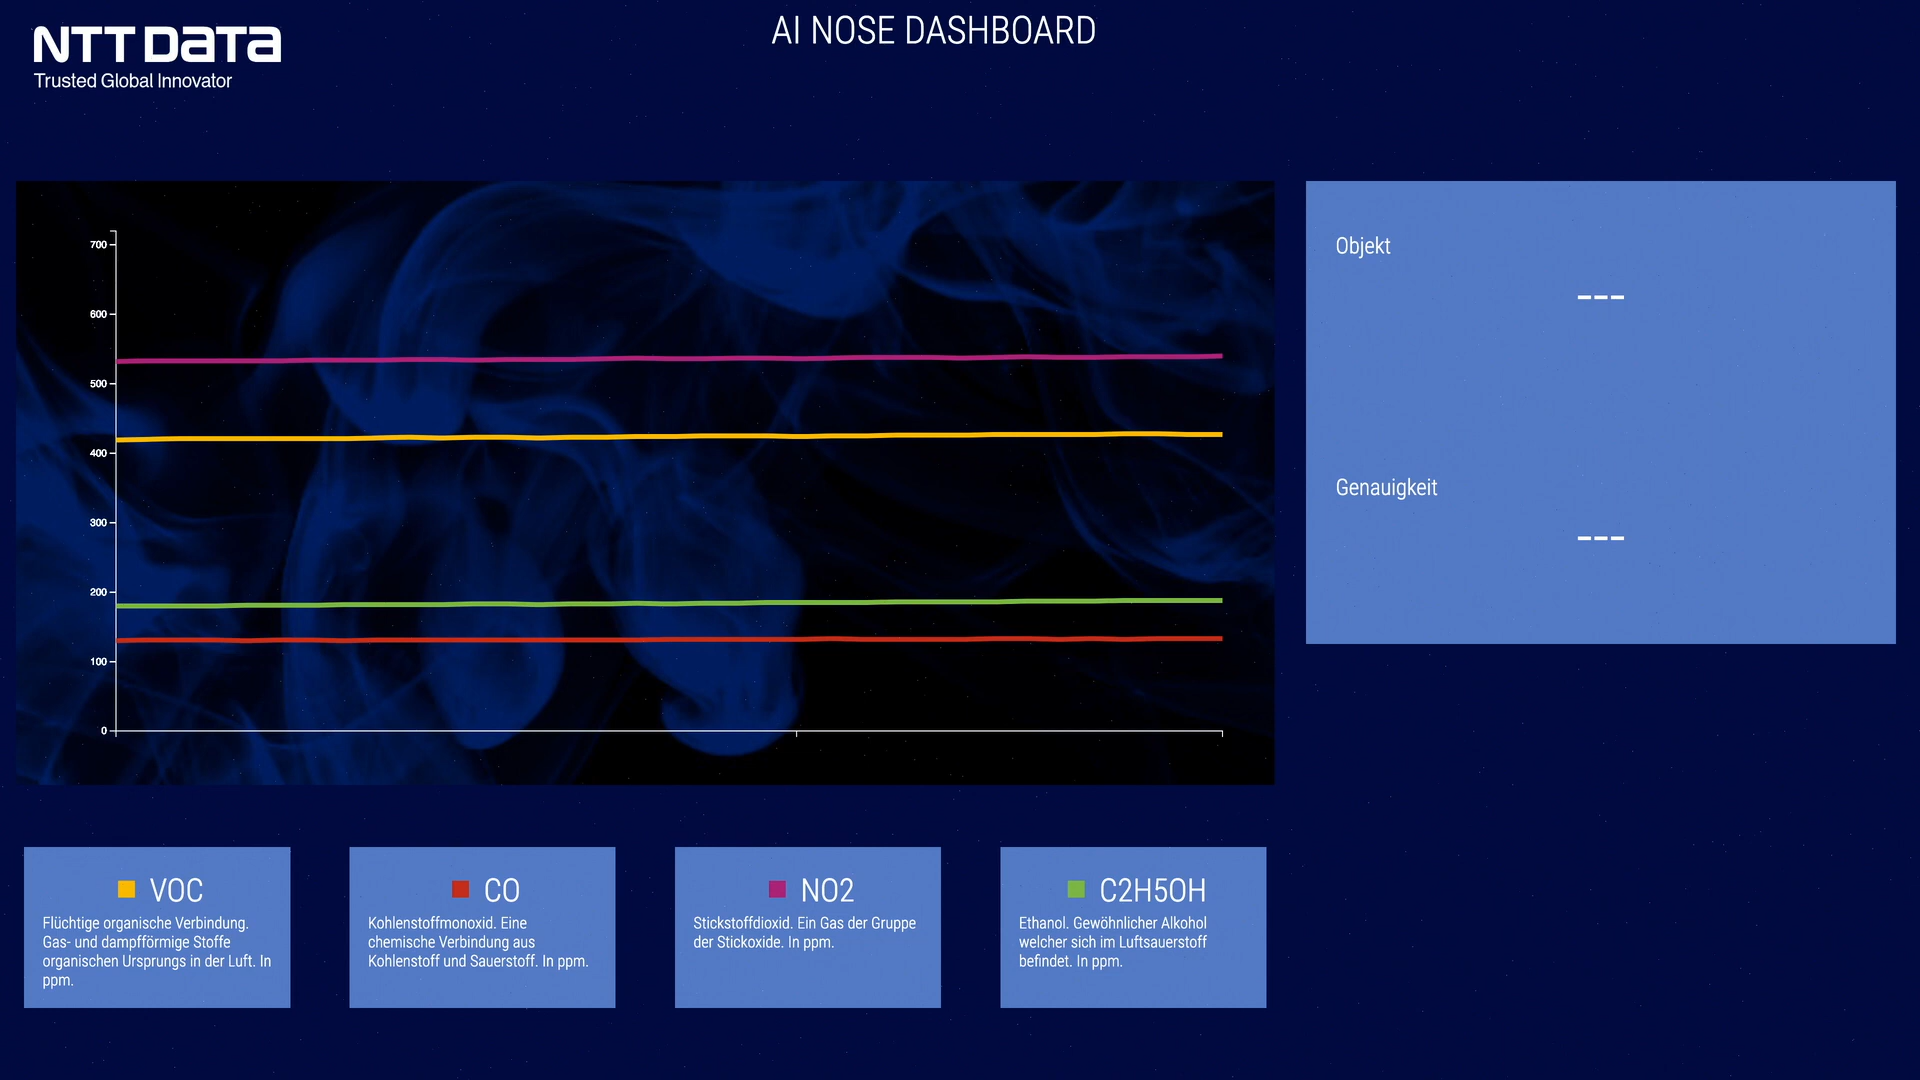 NTT DATA
Trusted Global Innovator
AI NOSE DASHBOARD
700
600
500
400
300
200
100
0
Objekt
---
Genauigkeit
---
VOC
Flüchtige organische Verbindung.
Gas- und dampfförmige Stoffe
organischen Ursprungs in der Luft. In
ppm.
CO
Kohlenstoffmonoxid. Eine
chemische Verbindung aus
Kohlenstoff und Sauerstoff. In ppm.
NO2
Stickstoffdioxid. Ein Gas der Gruppe
der Stickoxide. In ppm.
C2H5OH
Ethanol. Gewöhnlicher Alkohol
welcher sich im Luftsauerstoff
befindet. In ppm.